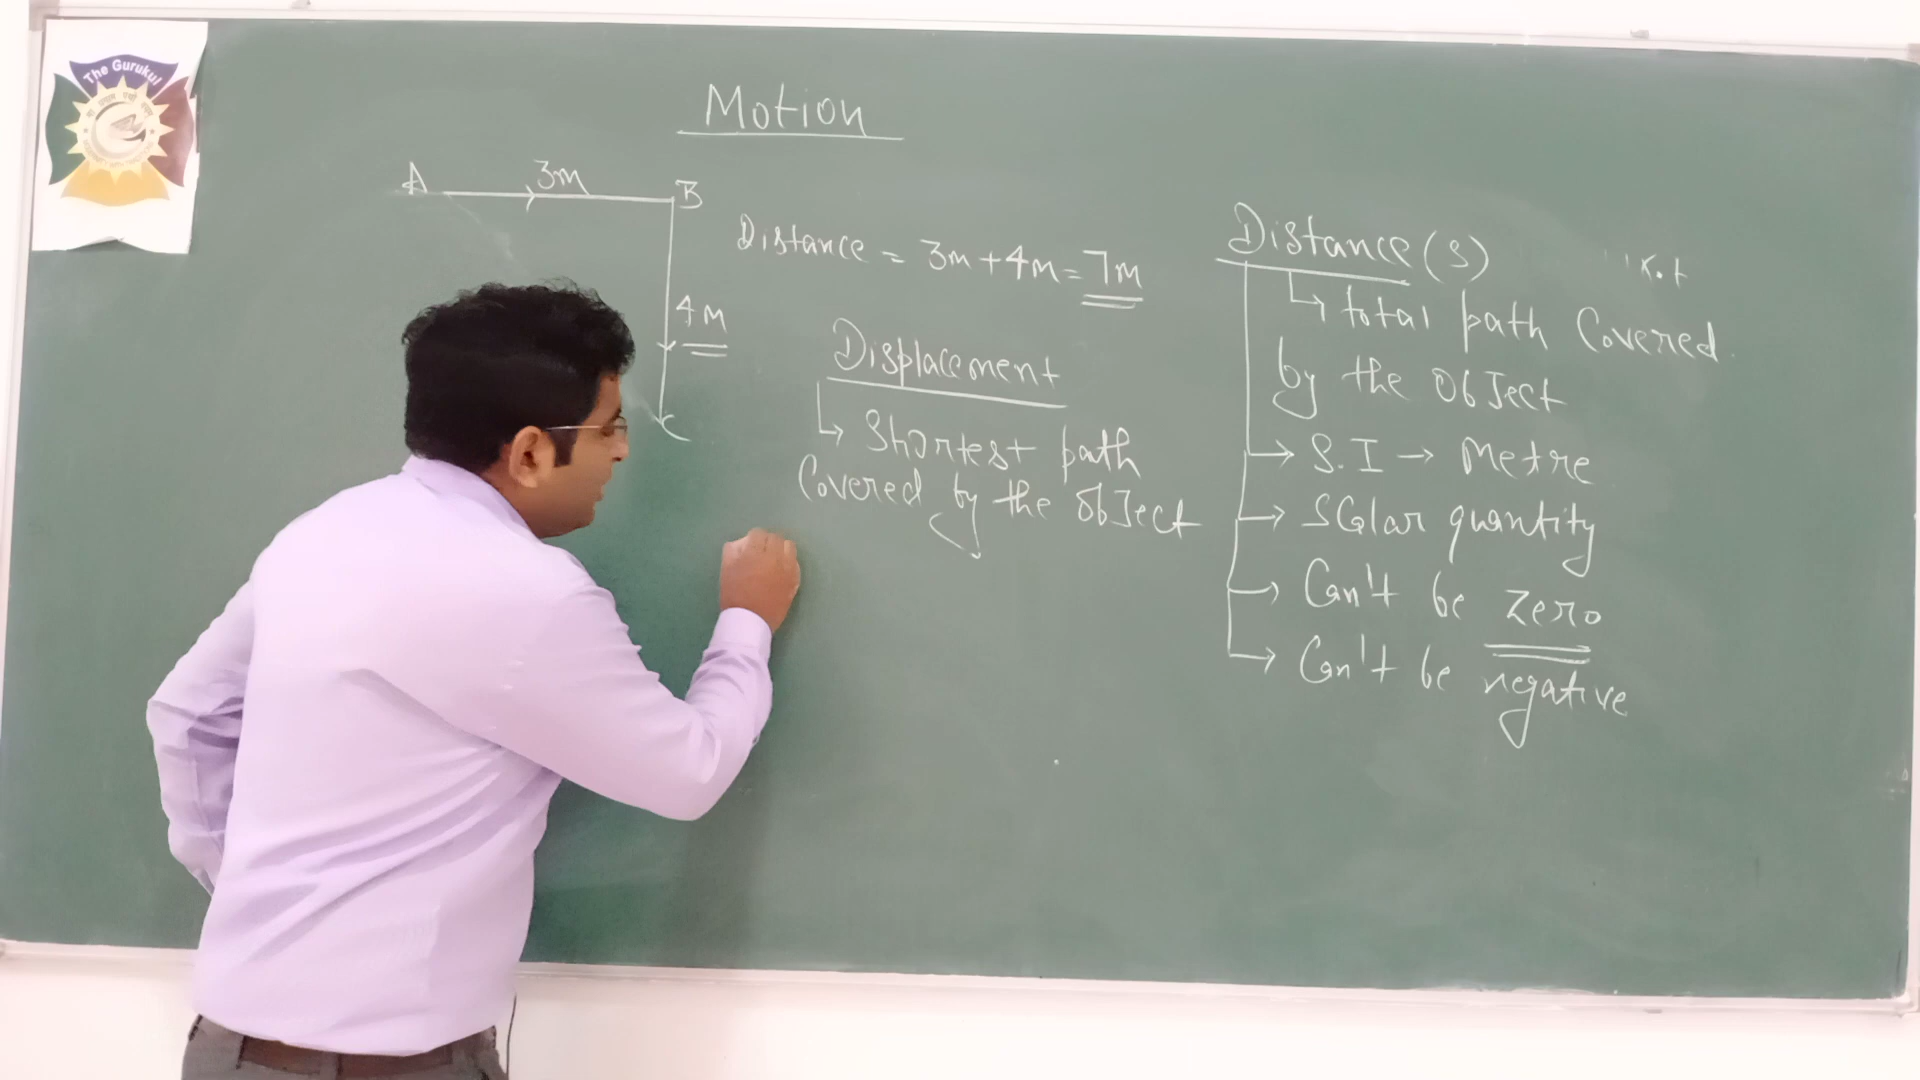 The Gurukul
Motion
A 3m B
4m
C
Distance = 3m+4m=7m
Displacement
↳ Shortest path
Covered by the object
Distance (s)
↳ total path Covered
by the object
→ S.I → Metre
→ Scalar quantity
→ Can't be zero
→ Can't be negative